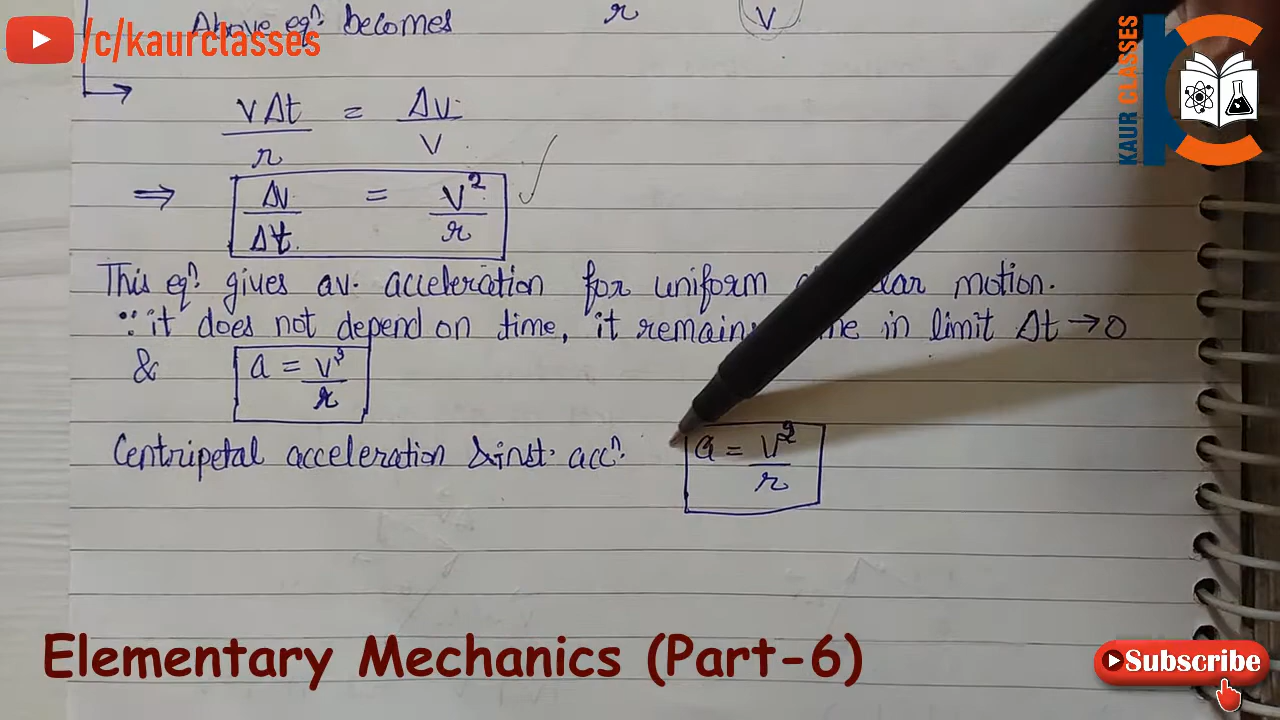 Above eqⁿ becomes r v
/c/kaurclasses
KAUR CLASSES
vΔt = Δv
r v
⇒ Δv = v²
Δt r
This eqⁿ gives av. acceleration for uniform motion.
∵ it does not depend on time, it in limit Δt → 0
& a = v²
r
Centripetal acceleration & inst. accⁿ. a = v²
r
Elementary Mechanics (Part-6)
Subscribe